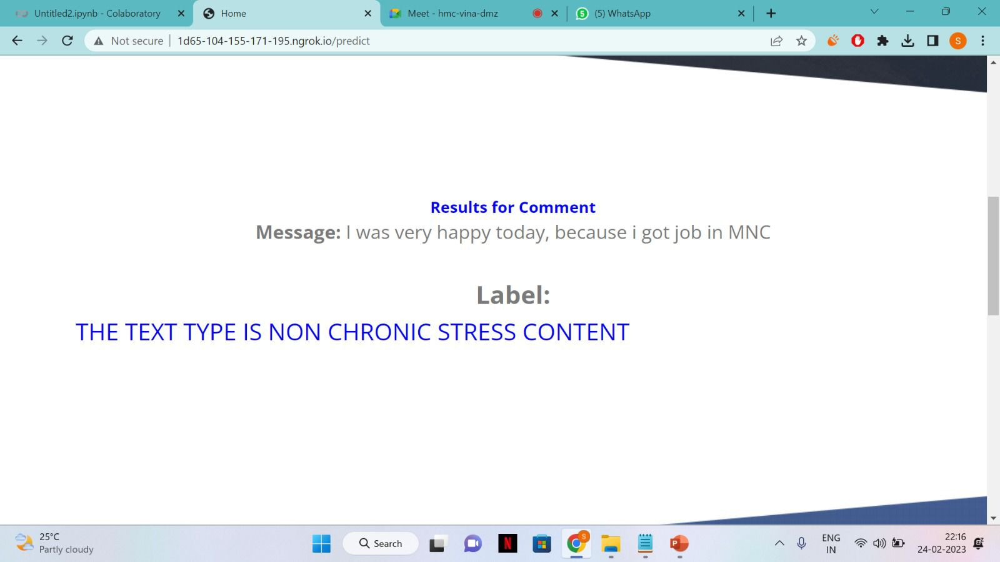 Untitled2.ipynb - Colaboratory
Home
Meet - hmc-vina-dmz
5 (5) WhatsApp
Not secure 1d65-104-155-171-195.ngrok.io/predict
S
Results for Comment
Message: I was very happy today, because i got job in MNC
Label:
THE TEXT TYPE IS NON CHRONIC STRESS CONTENT
25°C
Partly cloudy
Search
N
S
P
ENG
IN
22:16
24-02-2023